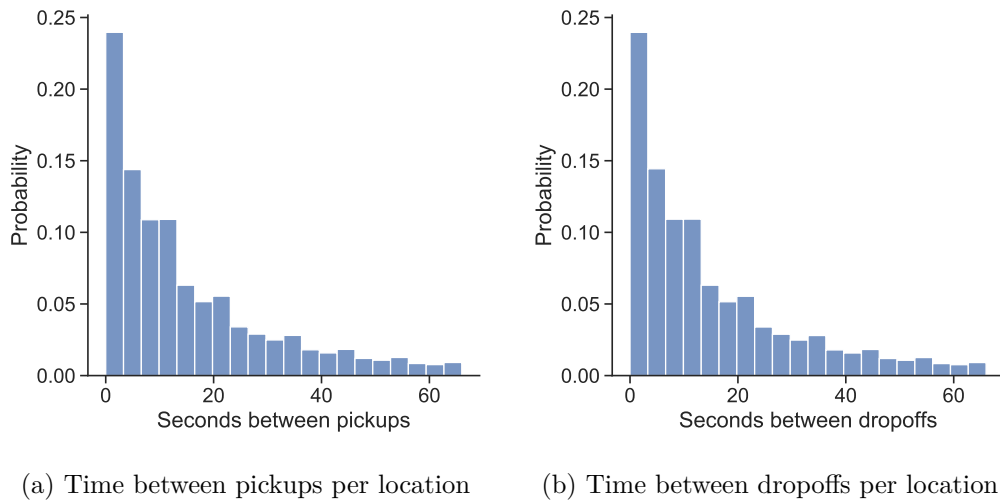 0.25
0.20
0.15
0.10
0.05
0.00
Probability
0 20 40 60
Seconds between pickups
(a) Time between pickups per location
0.25
0.20
0.15
0.10
0.05
0.00
Probability
0 20 40 60
Seconds between dropoffs
(b) Time between dropoffs per location